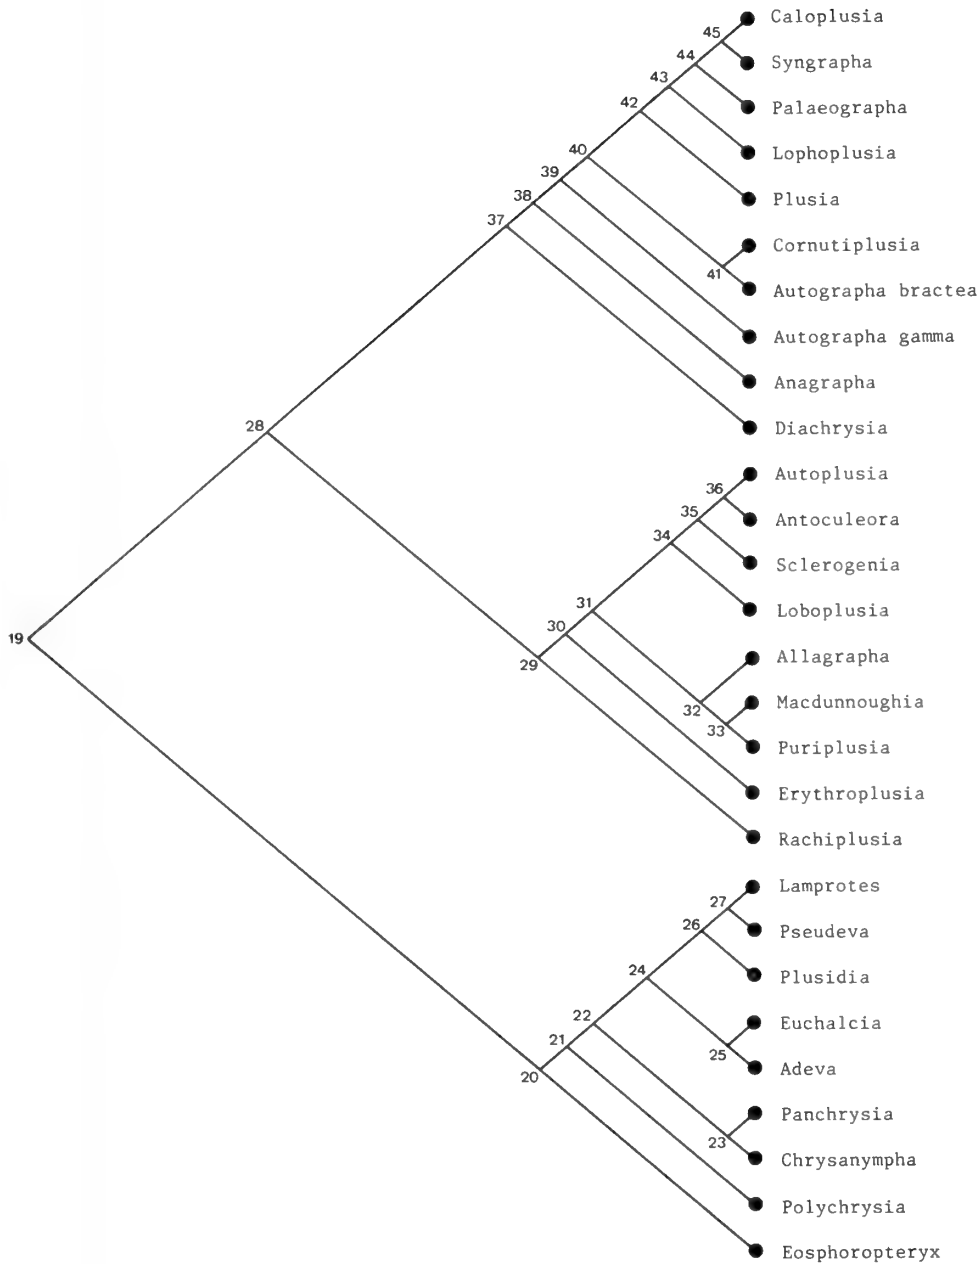 Caloplusia
45
Syngrapha
44
43
Palaeographa
42
Lophoplusia
40
39
Plusia
38
37
Cornutiplusia
41
Autographa bractea
Autographa gamma
Anagrapha
28
Diachrysia
Autoplusia
36
35
Antoculeora
34
Sclerogenia
31
Loboplusia
30
19
29
Allagrapha
32
Macdunnoughia
33
Puriplusia
Erythroplusia
Rachiplusia
Lamprotes
27
26
Pseudeva
24
Plusidia
22
Euchalcia
21
25
20
Adeva
Panchrysia
23
Chrysanympha
Polychrysia
Eosphoropteryx